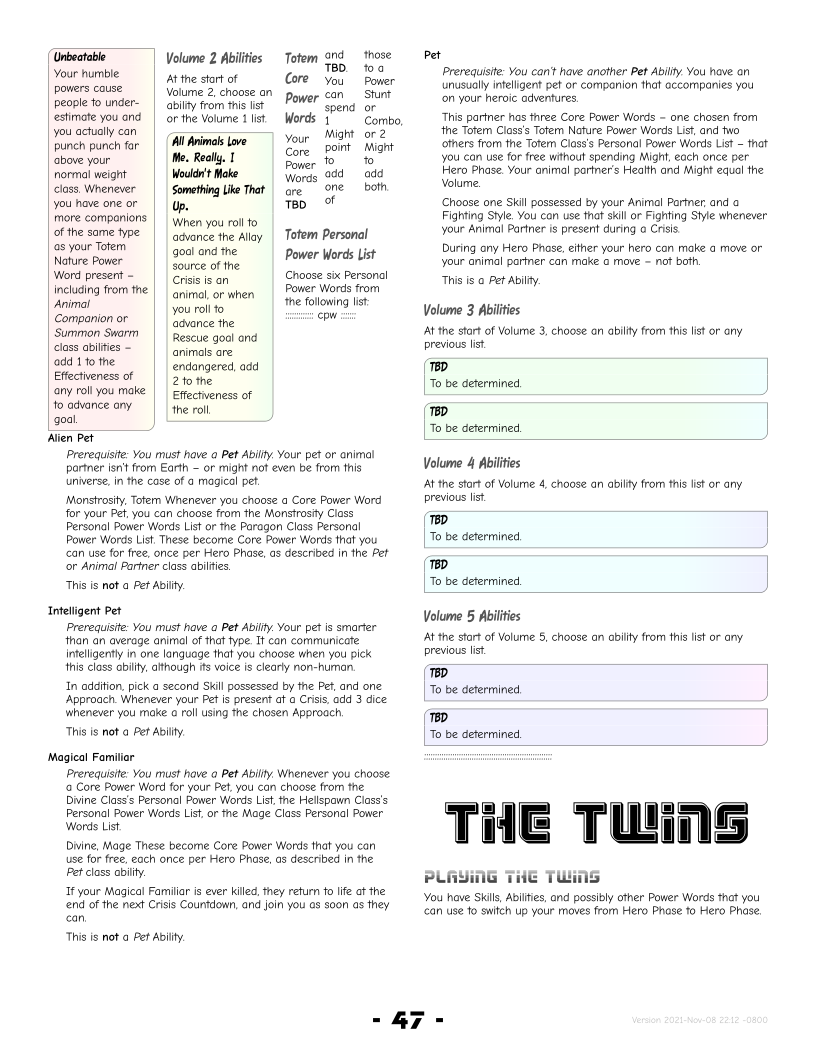 Unbeatable
Your humble
powers cause
people to under-
estimate you and
you actually can
punch punch far
above your
normal weight
class. Whenever
you have one or
more companions
of the same type
as your Totem
Nature Power
Word present –
including from the
Animal
Companion or
Summon Swarm
class abilities –
add 1 to the
Effectiveness of
any roll you make
to advance any
goal.
Volume 2 Abilities
At the start of
Volume 2, choose an
ability from this list
or the Volume 1 list.
All Animals Love
Me. Really. I
Wouldn't Make
Something Like That
Up.
When you roll to
advance the Allay
goal and the
source of the
Crisis is an
animal, or when
you roll to
advance the
Rescue goal and
animals are
endangered, add
2 to the
Effectiveness of
the roll.
Totem
Core
Power
Words
Your
Core
Power
Words
are
TBD
and
TBD.
You
can
spend
1
Might
point
to
add
one
of
those
to a
Power
Stunt
or
Combo,
or 2
Might
to
add
both.
Totem Personal
Power Words List
Choose six Personal
Power Words from
the following list:
::::::::::::: cpw :::::::
Alien Pet
Prerequisite: You must have a Pet Ability. Your pet or animal
partner isn't from Earth – or might not even be from this
universe, in the case of a magical pet.
Monstrosity, Totem Whenever you choose a Core Power Word
for your Pet, you can choose from the Monstrosity Class
Personal Power Words List or the Paragon Class Personal
Power Words List. These become Core Power Words that you
can use for free, once per Hero Phase, as described in the Pet
or Animal Partner class abilities.
This is not a Pet Ability.
Intelligent Pet
Prerequisite: You must have a Pet Ability. Your pet is smarter
than an average animal of that type. It can communicate
intelligently in one language that you choose when you pick
this class ability, although its voice is clearly non-human.
In addition, pick a second Skill possessed by the Pet, and one
Approach. Whenever your Pet is present at a Crisis, add 3 dice
whenever you make a roll using the chosen Approach.
This is not a Pet Ability.
Magical Familiar
Prerequisite: You must have a Pet Ability. Whenever you choose
a Core Power Word for your Pet, you can choose from the
Divine Class's Personal Power Words List, the Hellspawn Class's
Personal Power Words List, or the Mage Class Personal Power
Words List.
Divine, Mage These become Core Power Words that you can
use for free, each once per Hero Phase, as described in the
Pet class ability.
If your Magical Familiar is ever killed, they return to life at the
end of the next Crisis Countdown, and join you as soon as they
can.
This is not a Pet Ability.
Pet
Prerequisite: You can't have another Pet Ability. You have an
unusually intelligent pet or companion that accompanies you
on your heroic adventures.
This partner has three Core Power Words – one chosen from
the Totem Class's Totem Nature Power Words List, and two
others from the Totem Class's Personal Power Words List – that
you can use for free without spending Might, each once per
Hero Phase. Your animal partner's Health and Might equal the
Volume.
Choose one Skill possessed by your Animal Partner, and a
Fighting Style. You can use that skill or Fighting Style whenever
your Animal Partner is present during a Crisis.
During any Hero Phase, either your hero can make a move or
your animal partner can make a move – not both.
This is a Pet Ability.
Volume 3 Abilities
At the start of Volume 3, choose an ability from this list or any
previous list.
TBD
To be determined.
TBD
To be determined.
Volume 4 Abilities
At the start of Volume 4, choose an ability from this list or any
previous list.
TBD
To be determined.
TBD
To be determined.
Volume 5 Abilities
At the start of Volume 5, choose an ability from this list or any
previous list.
TBD
To be determined.
TBD
To be determined.
::::::::::::::::::::::::::::::::::::::::::::::::::::::::::::
The Twins
Playing the Twins
You have Skills, Abilities, and possibly other Power Words that you
can use to switch up your moves from Hero Phase to Hero Phase.
- 47 -
Version 2021-Nov-08 22:12 -0800